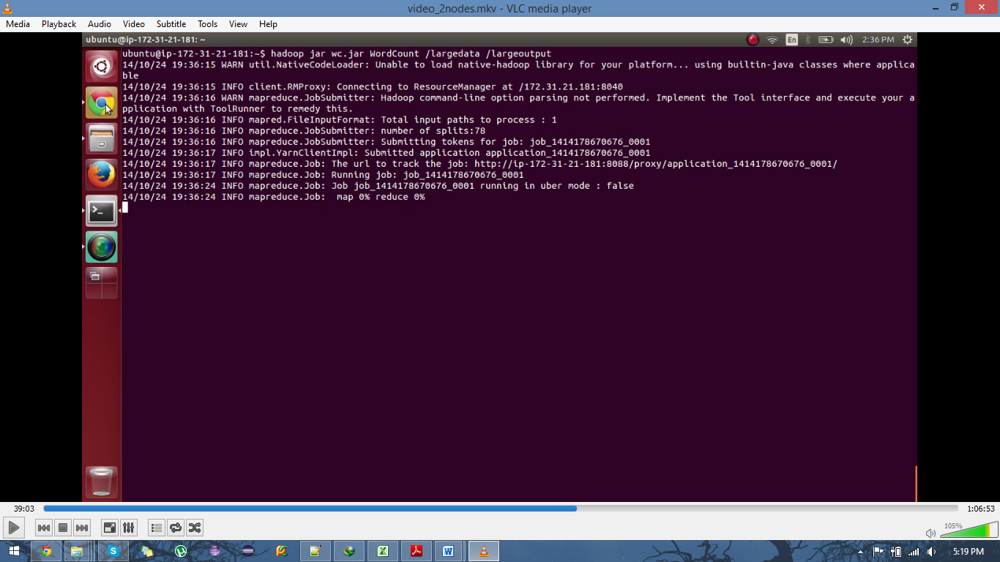 video_2nodes.mkv - VLC media player
Media Playback Audio Video Subtitle Tools View Help
ubuntu@ip-172-31-21-181: ~ En 2:36 PM
ubuntu@ip-172-31-21-181:~$ hadoop jar wc.jar WordCount /largedata /largeoutput
14/10/24 19:36:15 WARN util.NativeCodeLoader: Unable to load native-hadoop library for your platform... using builtin-java classes where applica
ble
14/10/24 19:36:15 INFO client.RMProxy: Connecting to ResourceManager at /172.31.21.181:8040
14/10/24 19:36:16 WARN mapreduce.JobSubmitter: Hadoop command-line option parsing not performed. Implement the Tool interface and execute your a
pplication with ToolRunner to remedy this.
14/10/24 19:36:16 INFO mapred.FileInputFormat: Total input paths to process : 1
14/10/24 19:36:16 INFO mapreduce.JobSubmitter: number of splits:78
14/10/24 19:36:16 INFO mapreduce.JobSubmitter: Submitting tokens for job: job_1414178670676_0001
14/10/24 19:36:17 INFO impl.YarnClientImpl: Submitted application application_1414178670676_0001
14/10/24 19:36:17 INFO mapreduce.Job: The url to track the job: http://ip-172-31-21-181:8088/proxy/application_1414178670676_0001/
14/10/24 19:36:17 INFO mapreduce.Job: Running job: job_1414178670676_0001
14/10/24 19:36:24 INFO mapreduce.Job: Job job_1414178670676_0001 running in uber mode : false
14/10/24 19:36:24 INFO mapreduce.Job:  map 0% reduce 0%
39:03 1:06:53
105%
5:19 PM